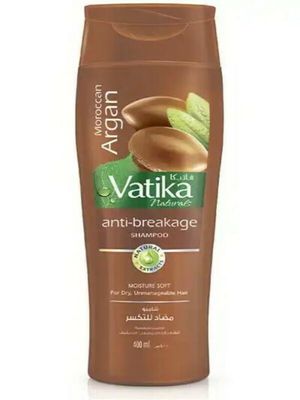 Moroccan
Argan
فاتيكا
Vatika
Naturals
anti-breakage
SHAMPOO
NATURAL
EXTRACTS
MOISTURE SOFT
For Dry, Unmanageable Hair
شامبو
مضاد للتكسر
400 ml